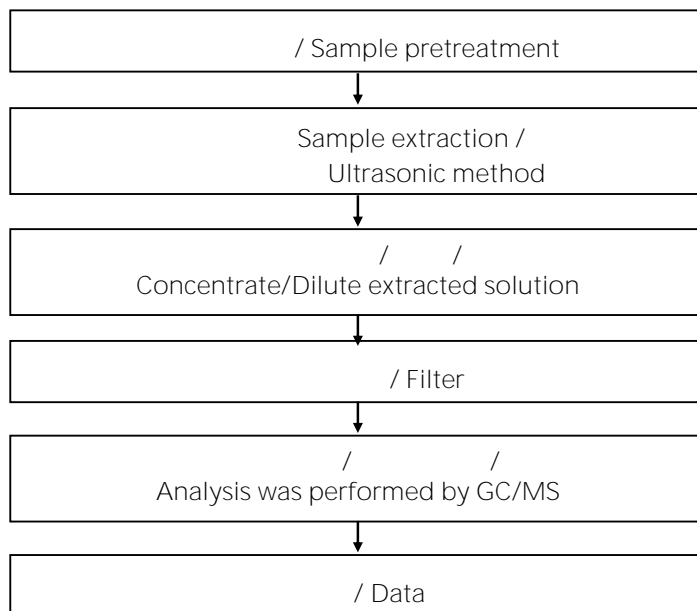 / Sample pretreatment
Sample extraction /
Ultrasonic method
/ /
Concentrate/Dilute extracted solution
/ Filter
/ /
Analysis was performed by GC/MS
/ Data